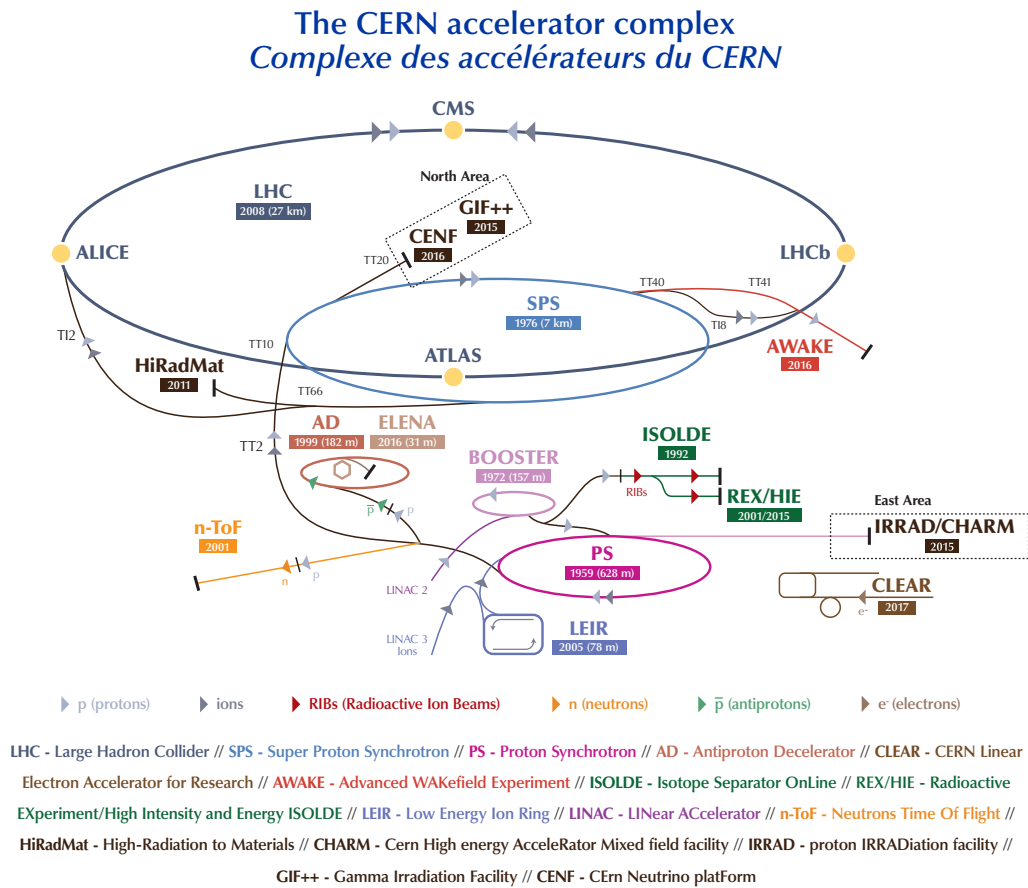 The CERN accelerator complex
Complexe des accélérateurs du CERN
CMS
North Area
LHC
2008 (27 km)
GIF++
2015
CENF
2016
TT20
ALICE
LHCb
TT40
TT41
SPS
1976 (7 km)
TI8
TI2
TT10
ATLAS
AWAKE
2016
HiRadMat
2011
TT66
AD
1999 (182 m)
ELENA
2016 (31 m)
TT2
ISOLDE
1992
BOOSTER
1972 (157 m)
RIBs
REX/HIE
2001/2015
East Area
p̅
p
n-ToF
2001
IRRAD/CHARM
2015
PS
1959 (628 m)
n
p
LINAC 2
CLEAR
2017
e-
LEIR
2005 (78 m)
LINAC 3
Ions
p (protons)
ions
RIBs (Radioactive Ion Beams)
n (neutrons)
p̅ (antiprotons)
e- (electrons)
LHC - Large Hadron Collider // SPS - Super Proton Synchrotron // PS - Proton Synchrotron // AD - Antiproton Decelerator // CLEAR - CERN Linear
Electron Accelerator for Research // AWAKE - Advanced WAKefield Experiment // ISOLDE - Isotope Separator OnLine // REX/HIE - Radioactive
EXperiment/High Intensity and Energy ISOLDE // LEIR - Low Energy Ion Ring // LINAC - LINear ACcelerator // n-ToF - Neutrons Time Of Flight //
HiRadMat - High-Radiation to Materials // CHARM - Cern High energy AcceleRator Mixed field facility // IRRAD - proton IRRADiation facility //
GIF++ - Gamma Irradiation Facility // CENF - CErn Neutrino platForm